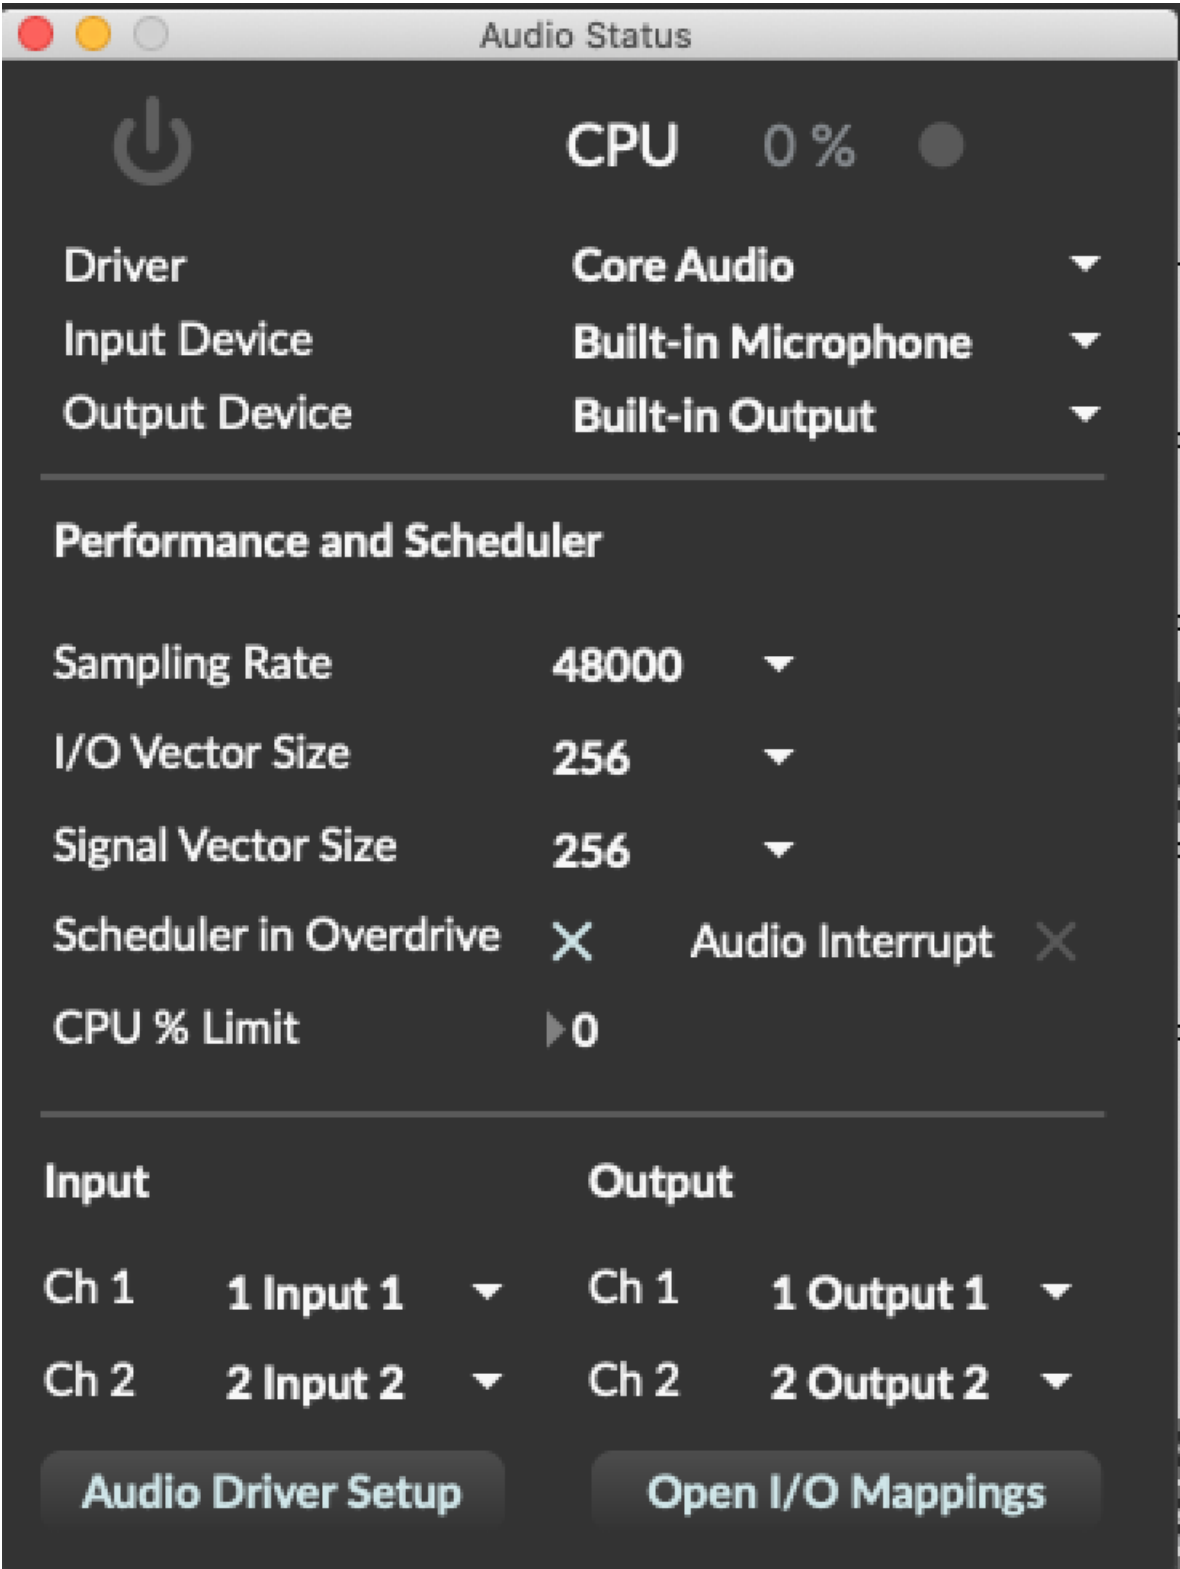 Audio Status
CPU 0 %
Driver Core Audio
Input Device Built-in Microphone
Output Device Built-in Output
Performance and Scheduler
Sampling Rate 48000
I/O Vector Size 256
Signal Vector Size 256
Scheduler in Overdrive Audio Interrupt
CPU % Limit 0
Input Output
Ch 1 1 Input 1 Ch 1 1 Output 1
Ch 2 2 Input 2 Ch 2 2 Output 2
Audio Driver Setup Open I/O Mappings